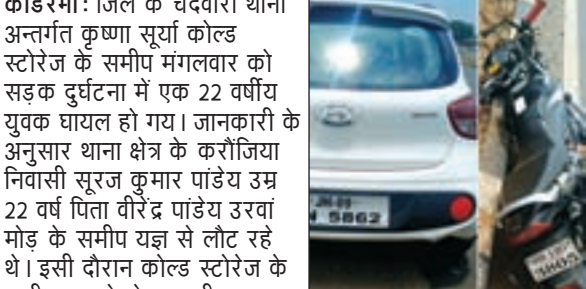 कोडरमा: जिले के चंदवारा थाना
अन्तर्गत कृष्णा सूर्या कोल्ड
स्टोरेज के समीप मंगलवार को
सड़क दुर्घटना में एक 22 वर्षीय
युवक घायल हो गय। जानकारी के
अनुसार थाना क्षेत्र के करौंजिया
निवासी सूरज कुमार पांडेय उम्र
22 वर्ष पिता वीरेंद्र पांडेय उरवां
मोड़ के समीप यज्ञ से लौट रहे
थे। इसी दौरान कोल्ड स्टोरेज के
5862